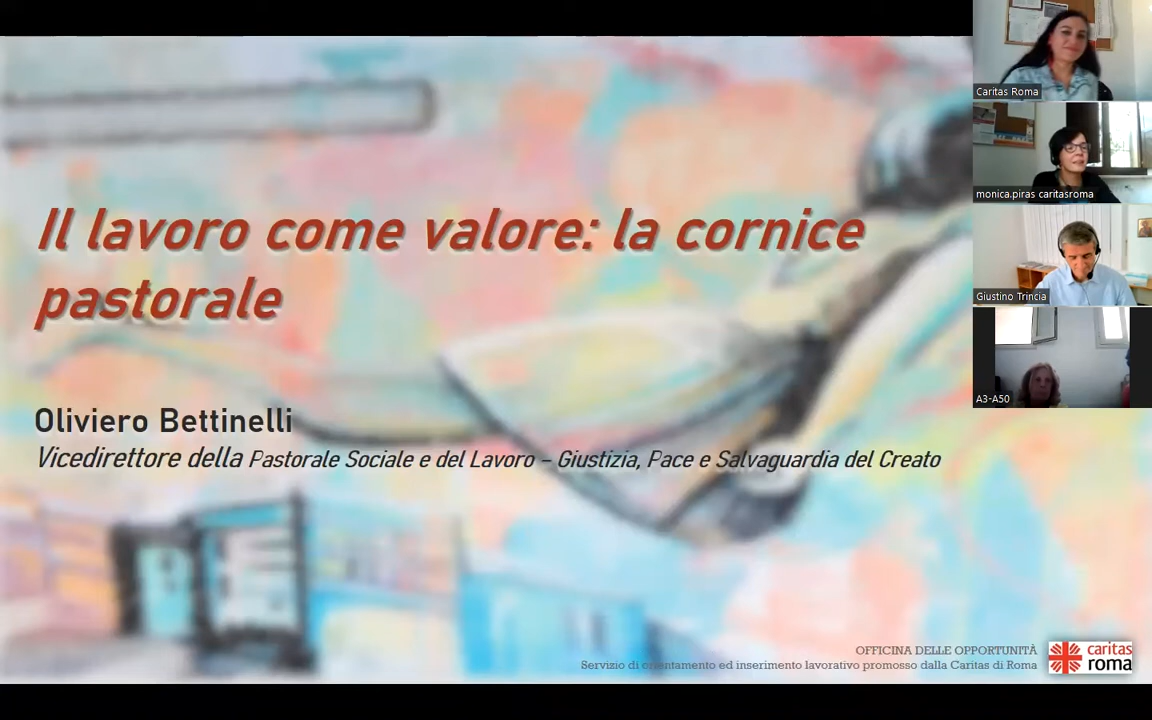 Il lavoro come valore: la cornice
pastorale
Oliviero Bettinelli
Vicedirettore della Pastorale Sociale e del Lavoro – Giustizia, Pace e Salvaguardia del Creato
OFFICINA DELLE OPPORTUNITÀ
Servizio di orientamento ed inserimento lavorativo promosso dalla Caritas di Roma
caritas
roma
Caritas Roma
monica.piras caritasroma
Giustino Trincia
A3-A50